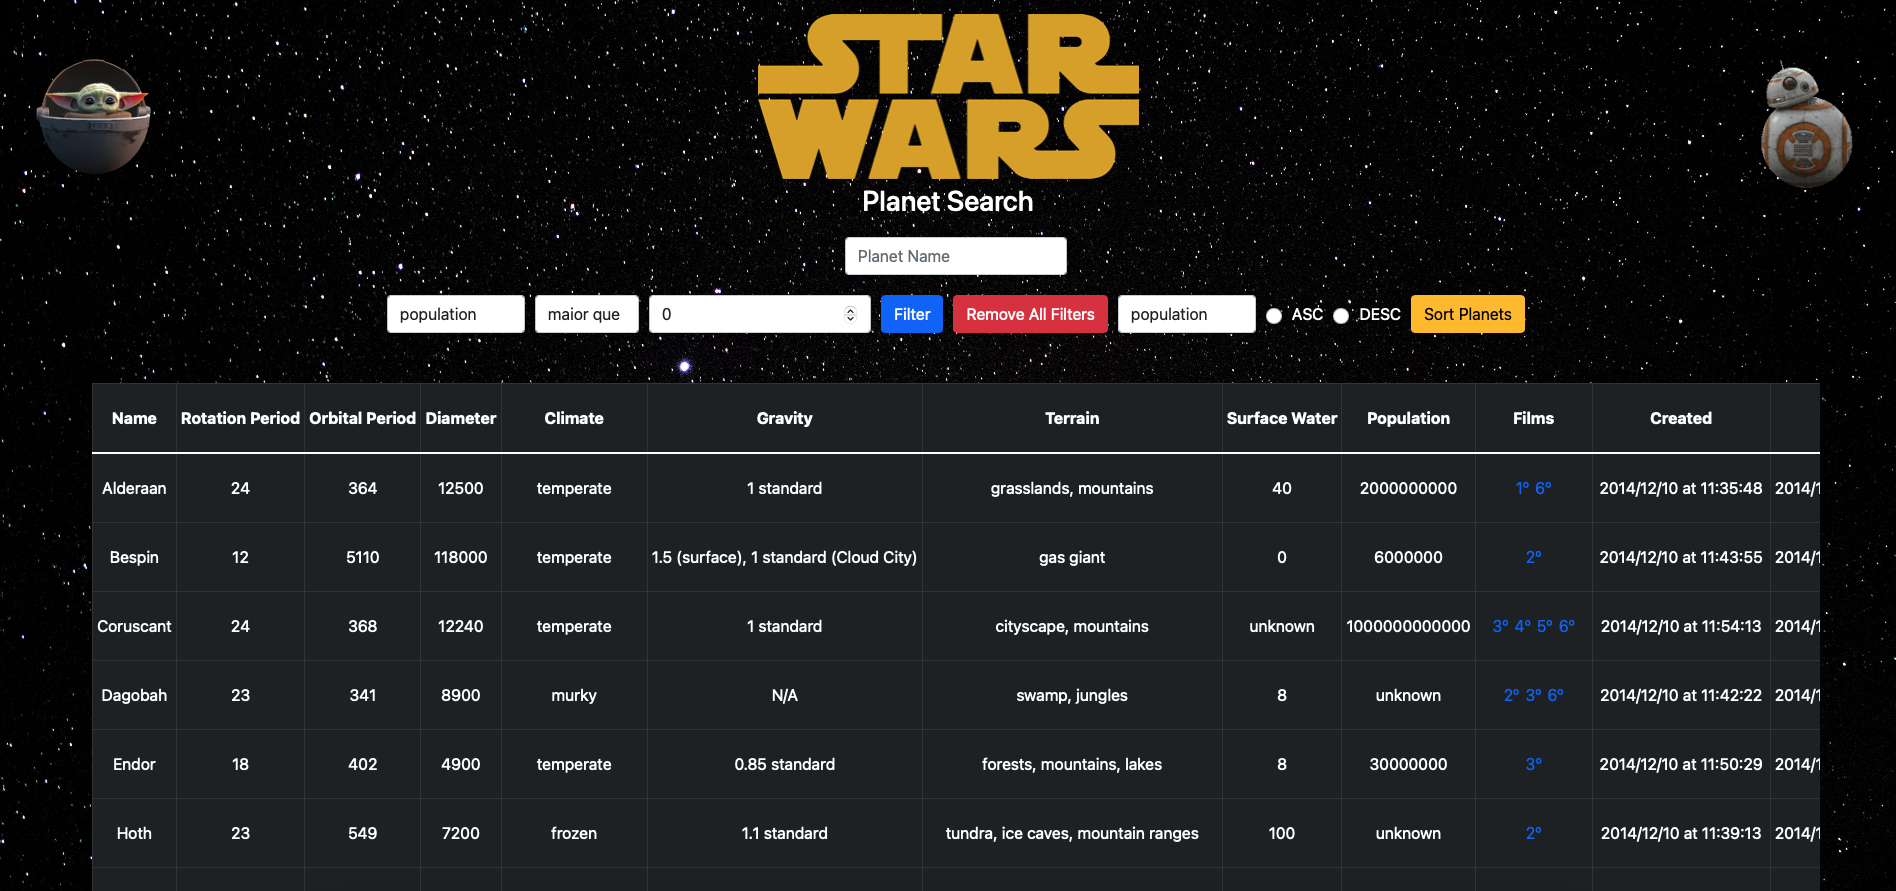 STAR
WARS
Planet Search
Planet Name
population maior que 0 Filter Remove All Filters population ASC DESC Sort Planets
Name Rotation Period Orbital Period Diameter Climate Gravity Terrain Surface Water Population Films Created
Alderaan 24 364 12500 temperate 1 standard grasslands, mountains 40 2000000000 1º 6º 2014/12/10 at 11:35:48 2014/1
Bespin 12 5110 118000 temperate 1.5 (surface), 1 standard (Cloud City) gas giant 0 6000000 2º 2014/12/10 at 11:43:55 2014/1
Coruscant 24 368 12240 temperate 1 standard cityscape, mountains unknown 1000000000000 3º 4º 5º 6º 2014/12/10 at 11:54:13 2014/1
Dagobah 23 341 8900 murky N/A swamp, jungles 8 unknown 2º 3º 6º 2014/12/10 at 11:42:22 2014/1
Endor 18 402 4900 temperate 0.85 standard forests, mountains, lakes 8 30000000 3º 2014/12/10 at 11:50:29 2014/1
Hoth 23 549 7200 frozen 1.1 standard tundra, ice caves, mountain ranges 100 unknown 2º 2014/12/10 at 11:39:13 2014/1